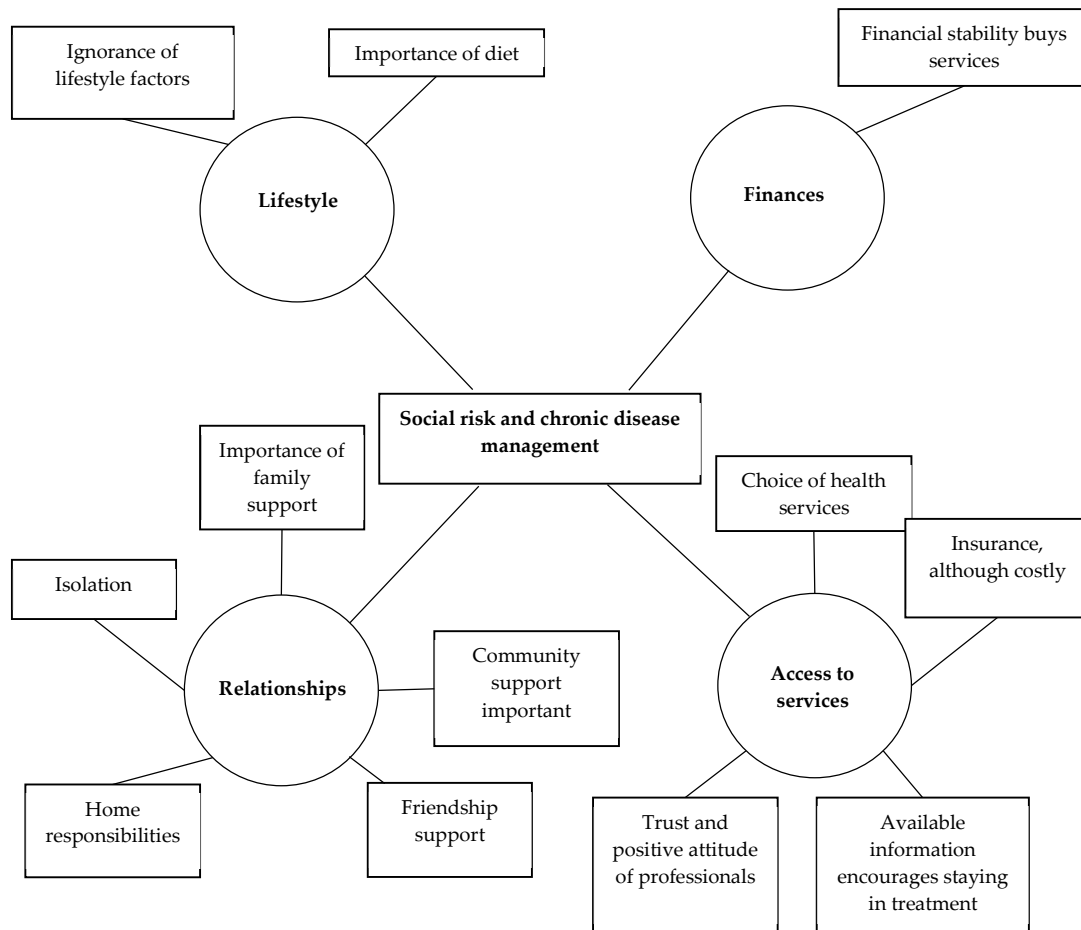 Ignorance of
lifestyle factors
Importance of diet
Financial stability buys
services
Lifestyle
Finances
Social risk and chronic disease
management
Importance of
family
support
Choice of health
services
Insurance,
although costly
Isolation
Community
support
important
Relationships
Access to
services
Home
responsibilities
Friendship
support
Trust and
positive attitude
of professionals
Available
information
encourages staying
in treatment